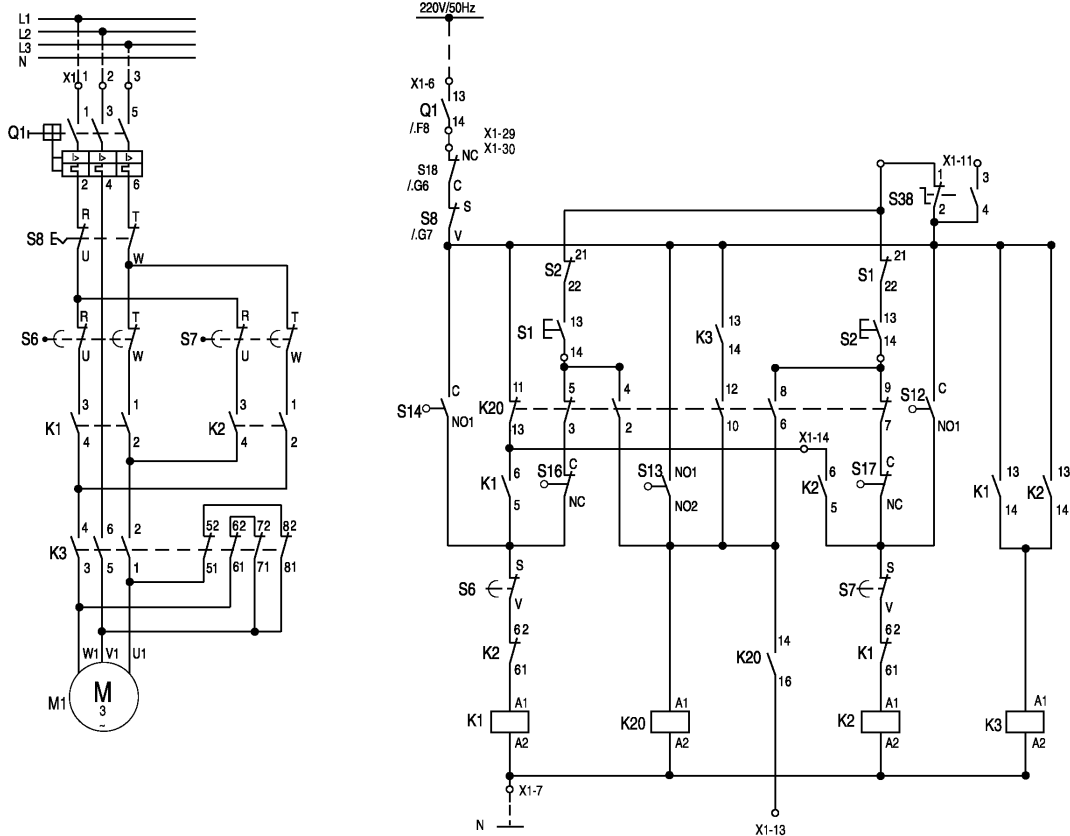 L1
L2
L3
N
X1 1 2 3
1 3 5
Q1
I> I> I>
2 4 6
R T
S8
U W
R T R T
S6 S7
U W U W
3 1 3 1
K1 K2
4 2 4 2
4 6 2 52 62 72 82
K3
3 5 1 51 61 71 81
W1 V1 U1
M1
M
3
~
220V/50Hz
X1-6
13
Q1
14
/.F8
X1-29
X1-30
NC
S18
/.G6
C
S
S8
/.G7
V
X1-11
1 3
S38
2 4
21 21
S2 S1
22 22
13 13 13
S1 K3 S2
14 14 14
C 11 5 4 12 8 9 C
S14 K20 S12
NO1 13 3 2 10 6 7 NO1
X1-14
6 S16 C S13 NO1 6 S17 C 13 13
K1 K2 K1 K2
5 NC NO2 5 NC 14 14
S S
S6 S7
V V
62 14 62
K2 K20 K1
61 16 61
A1 A1 A1 A1
K1 K20 K2 K3
A2 A2 A2 A2
X1-7
N
X1-13